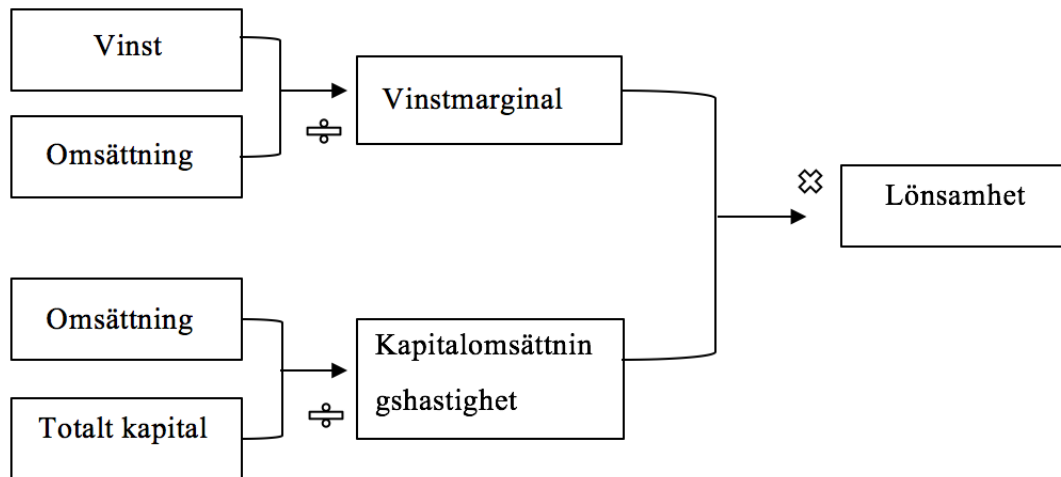 Vinst
÷
Vinstmarginal
Omsättning
×
Lönsamhet
Omsättning
÷
Kapitalomsättnin
gshastighet
Totalt kapital